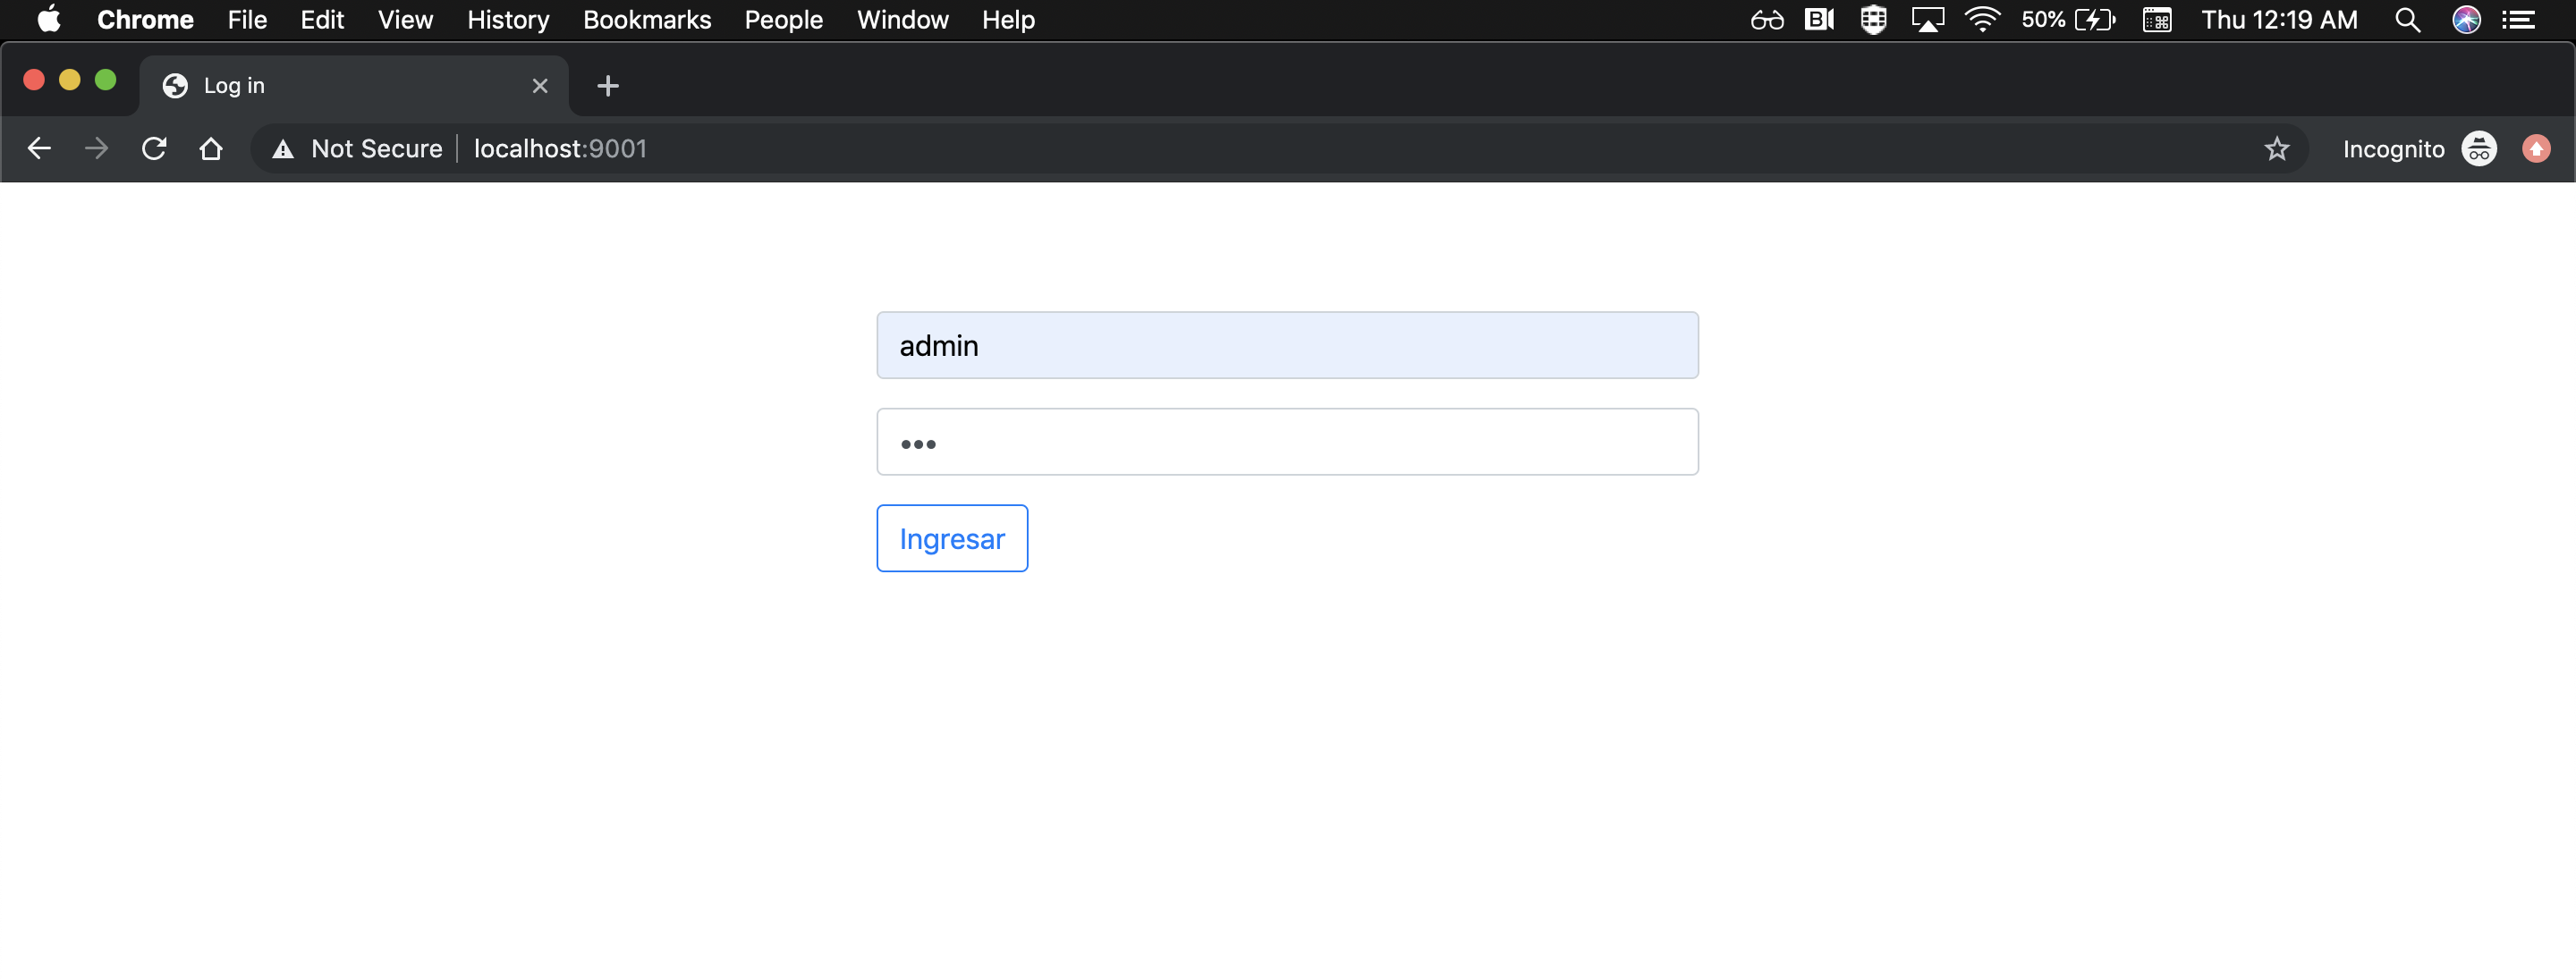 Chrome File Edit View History Bookmarks People Window Help 50% Thu 12:19 AM
Log in
Not Secure localhost:9001 Incognito
admin
•••
Ingresar